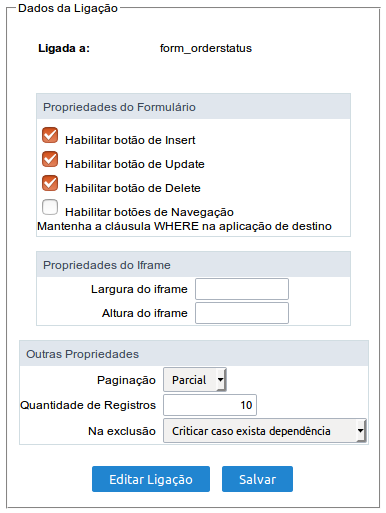 Dados da Ligação
Ligada a: form_orderstatus
Propriedades do Formulário
Habilitar botão de Insert
Habilitar botão de Update
Habilitar botão de Delete
Habilitar botões de Navegação
Mantenha a cláusula WHERE na aplicação de destino
Propriedades do Iframe
Largura do iframe
Altura do iframe
Outras Propriedades
Paginação Parcial
Quantidade de Registros 10
Na exclusão Criticar caso exista dependência
Editar Ligação Salvar